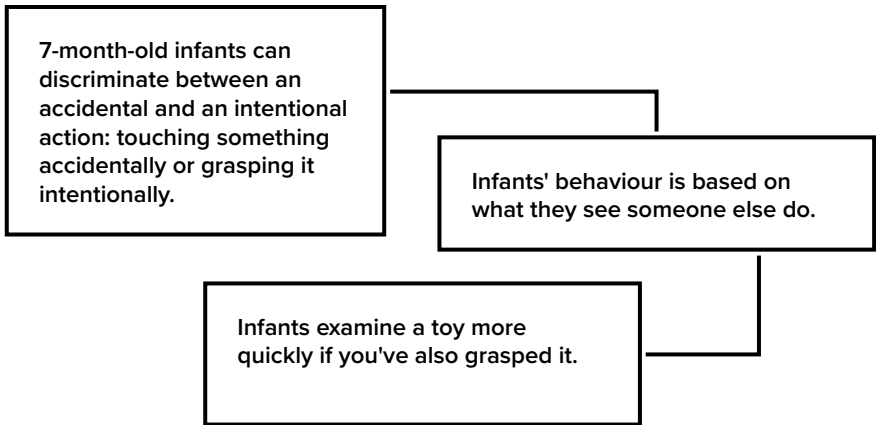 7-month-old infants can
discriminate between an
accidental and an intentional
action: touching something
accidentally or grasping it
intentionally.
Infants' behaviour is based on
what they see someone else do.
Infants examine a toy more
quickly if you've also grasped it.